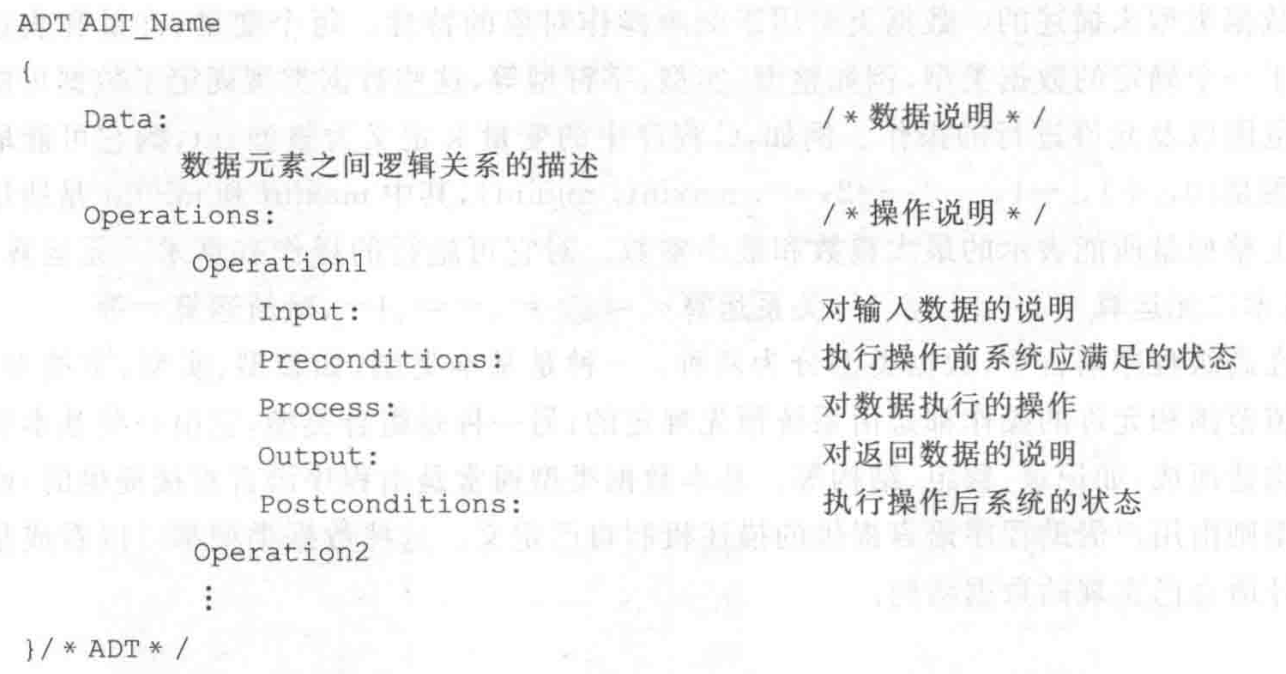 ADT ADT_Name
{
Data: /*数据说明*/
数据元素之间逻辑关系的描述
Operations: /*操作说明*/
Operation1
Input: 对输入数据的说明
Preconditions: 执行操作前系统应满足的状态
Process: 对数据执行的操作
Output: 对返回数据的说明
Postconditions: 执行操作后系统的状态
Operation2
⋮
}/*ADT*/